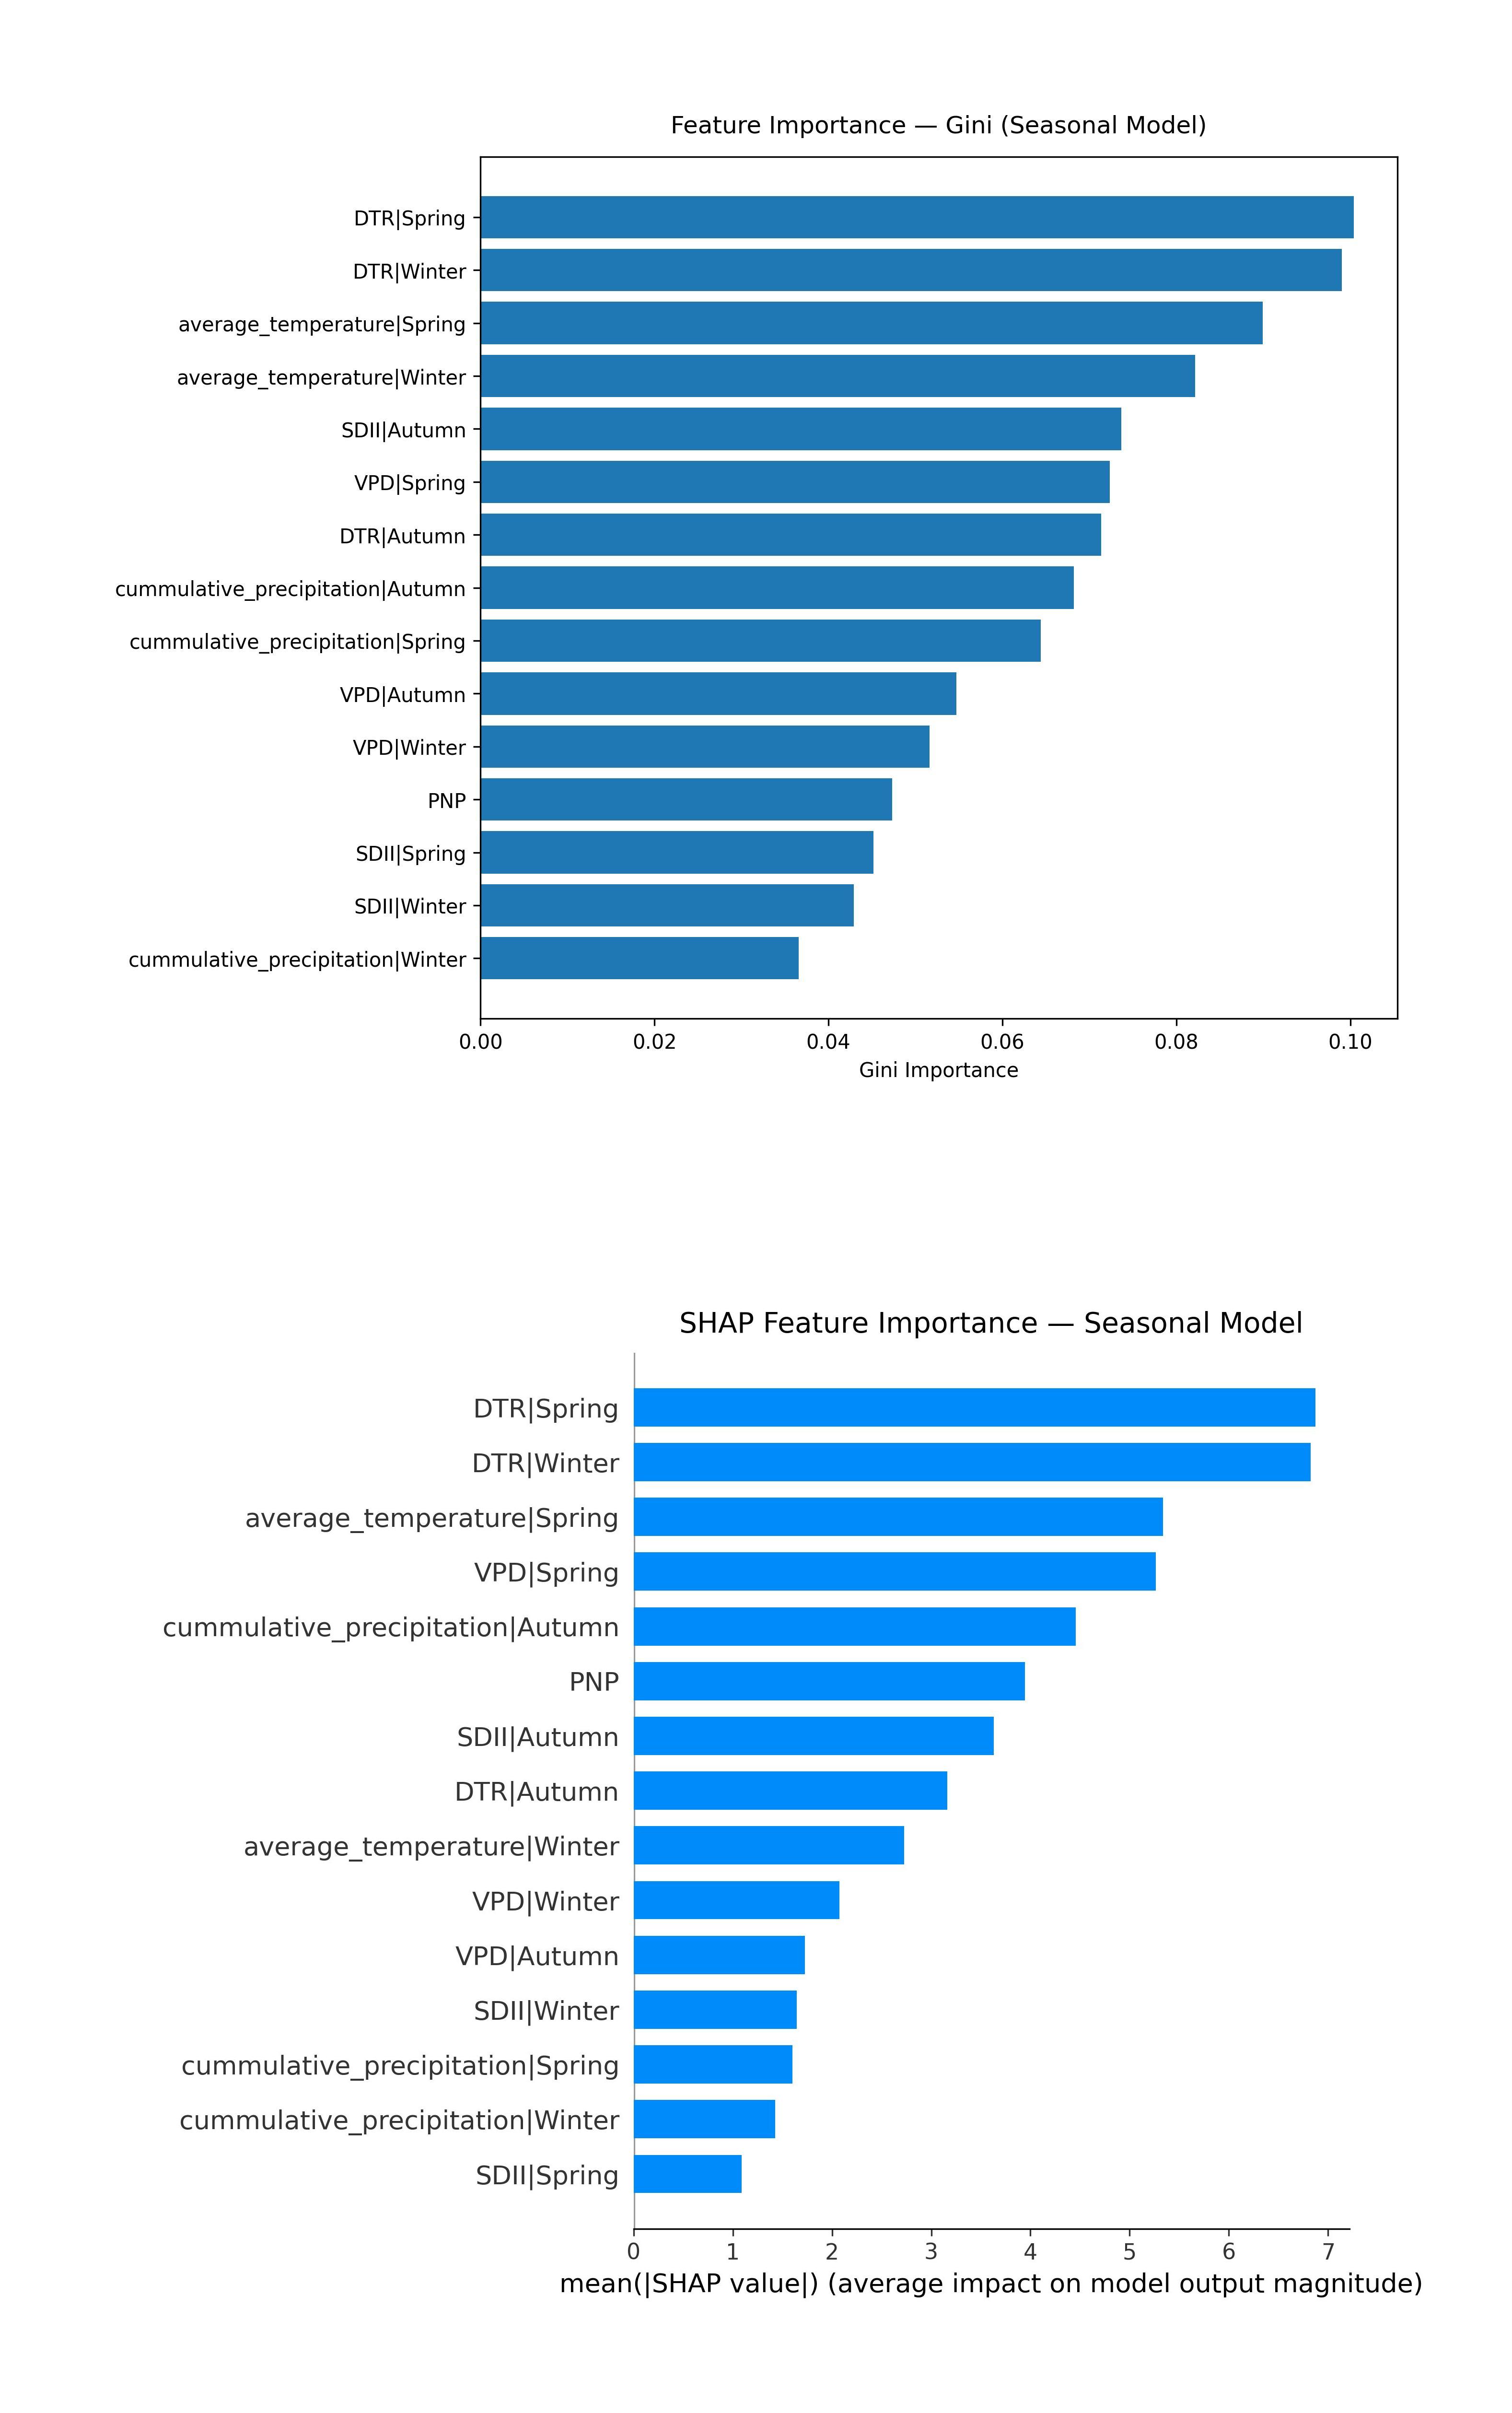 Feature Importance — Gini (Seasonal Model)
DTR|Spring
DTR|Winter
average_temperature|Spring
average_temperature|Winter
SDII|Autumn
VPD|Spring
DTR|Autumn
cummulative_precipitation|Autumn
cummulative_precipitation|Spring
VPD|Autumn
VPD|Winter
PNP
SDII|Spring
SDII|Winter
cummulative_precipitation|Winter
0.00 0.02 0.04 0.06 0.08 0.10
Gini Importance
SHAP Feature Importance — Seasonal Model
DTR|Spring
DTR|Winter
average_temperature|Spring
VPD|Spring
cummulative_precipitation|Autumn
PNP
SDII|Autumn
DTR|Autumn
average_temperature|Winter
VPD|Winter
VPD|Autumn
SDII|Winter
cummulative_precipitation|Spring
cummulative_precipitation|Winter
SDII|Spring
0 1 2 3 4 5 6 7
mean(|SHAP value|) (average impact on model output magnitude)